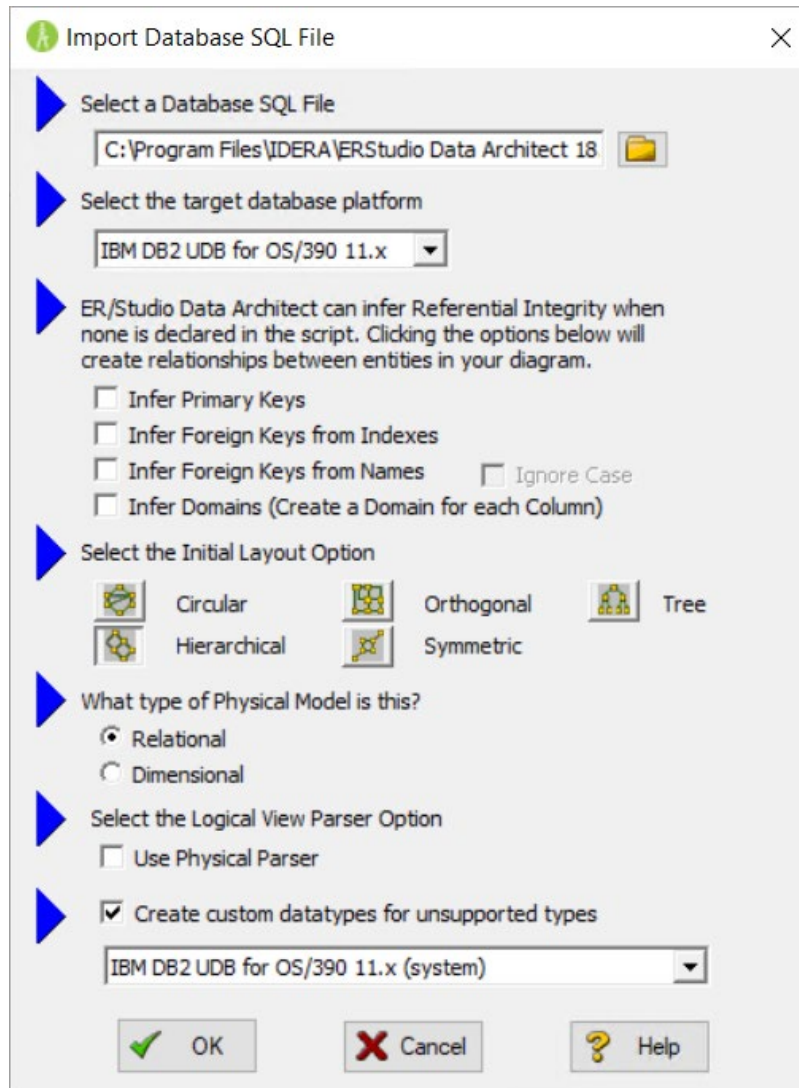 Import Database SQL File
Select a Database SQL File
C:\Program Files\IDERA\ERStudio Data Architect 18.
Select the target database platform
IBM DB2 UDB for OS/390 11.x
ER/Studio Data Architect can infer Referential Integrity when
none is declared in the script. Clicking the options below will
create relationships between entities in your diagram.
Infer Primary Keys
Infer Foreign Keys from Indexes
Infer Foreign Keys from Names Ignore Case
Infer Domains (Create a Domain for each Column)
Select the Initial Layout Option
Circular Orthogonal Tree
Hierarchical Symmetric
What type of Physical Model is this?
Relational
Dimensional
Select the Logical View Parser Option
Use Physical Parser
Create custom datatypes for unsupported types
IBM DB2 UDB for OS/390 11.x (system)
OK Cancel Help